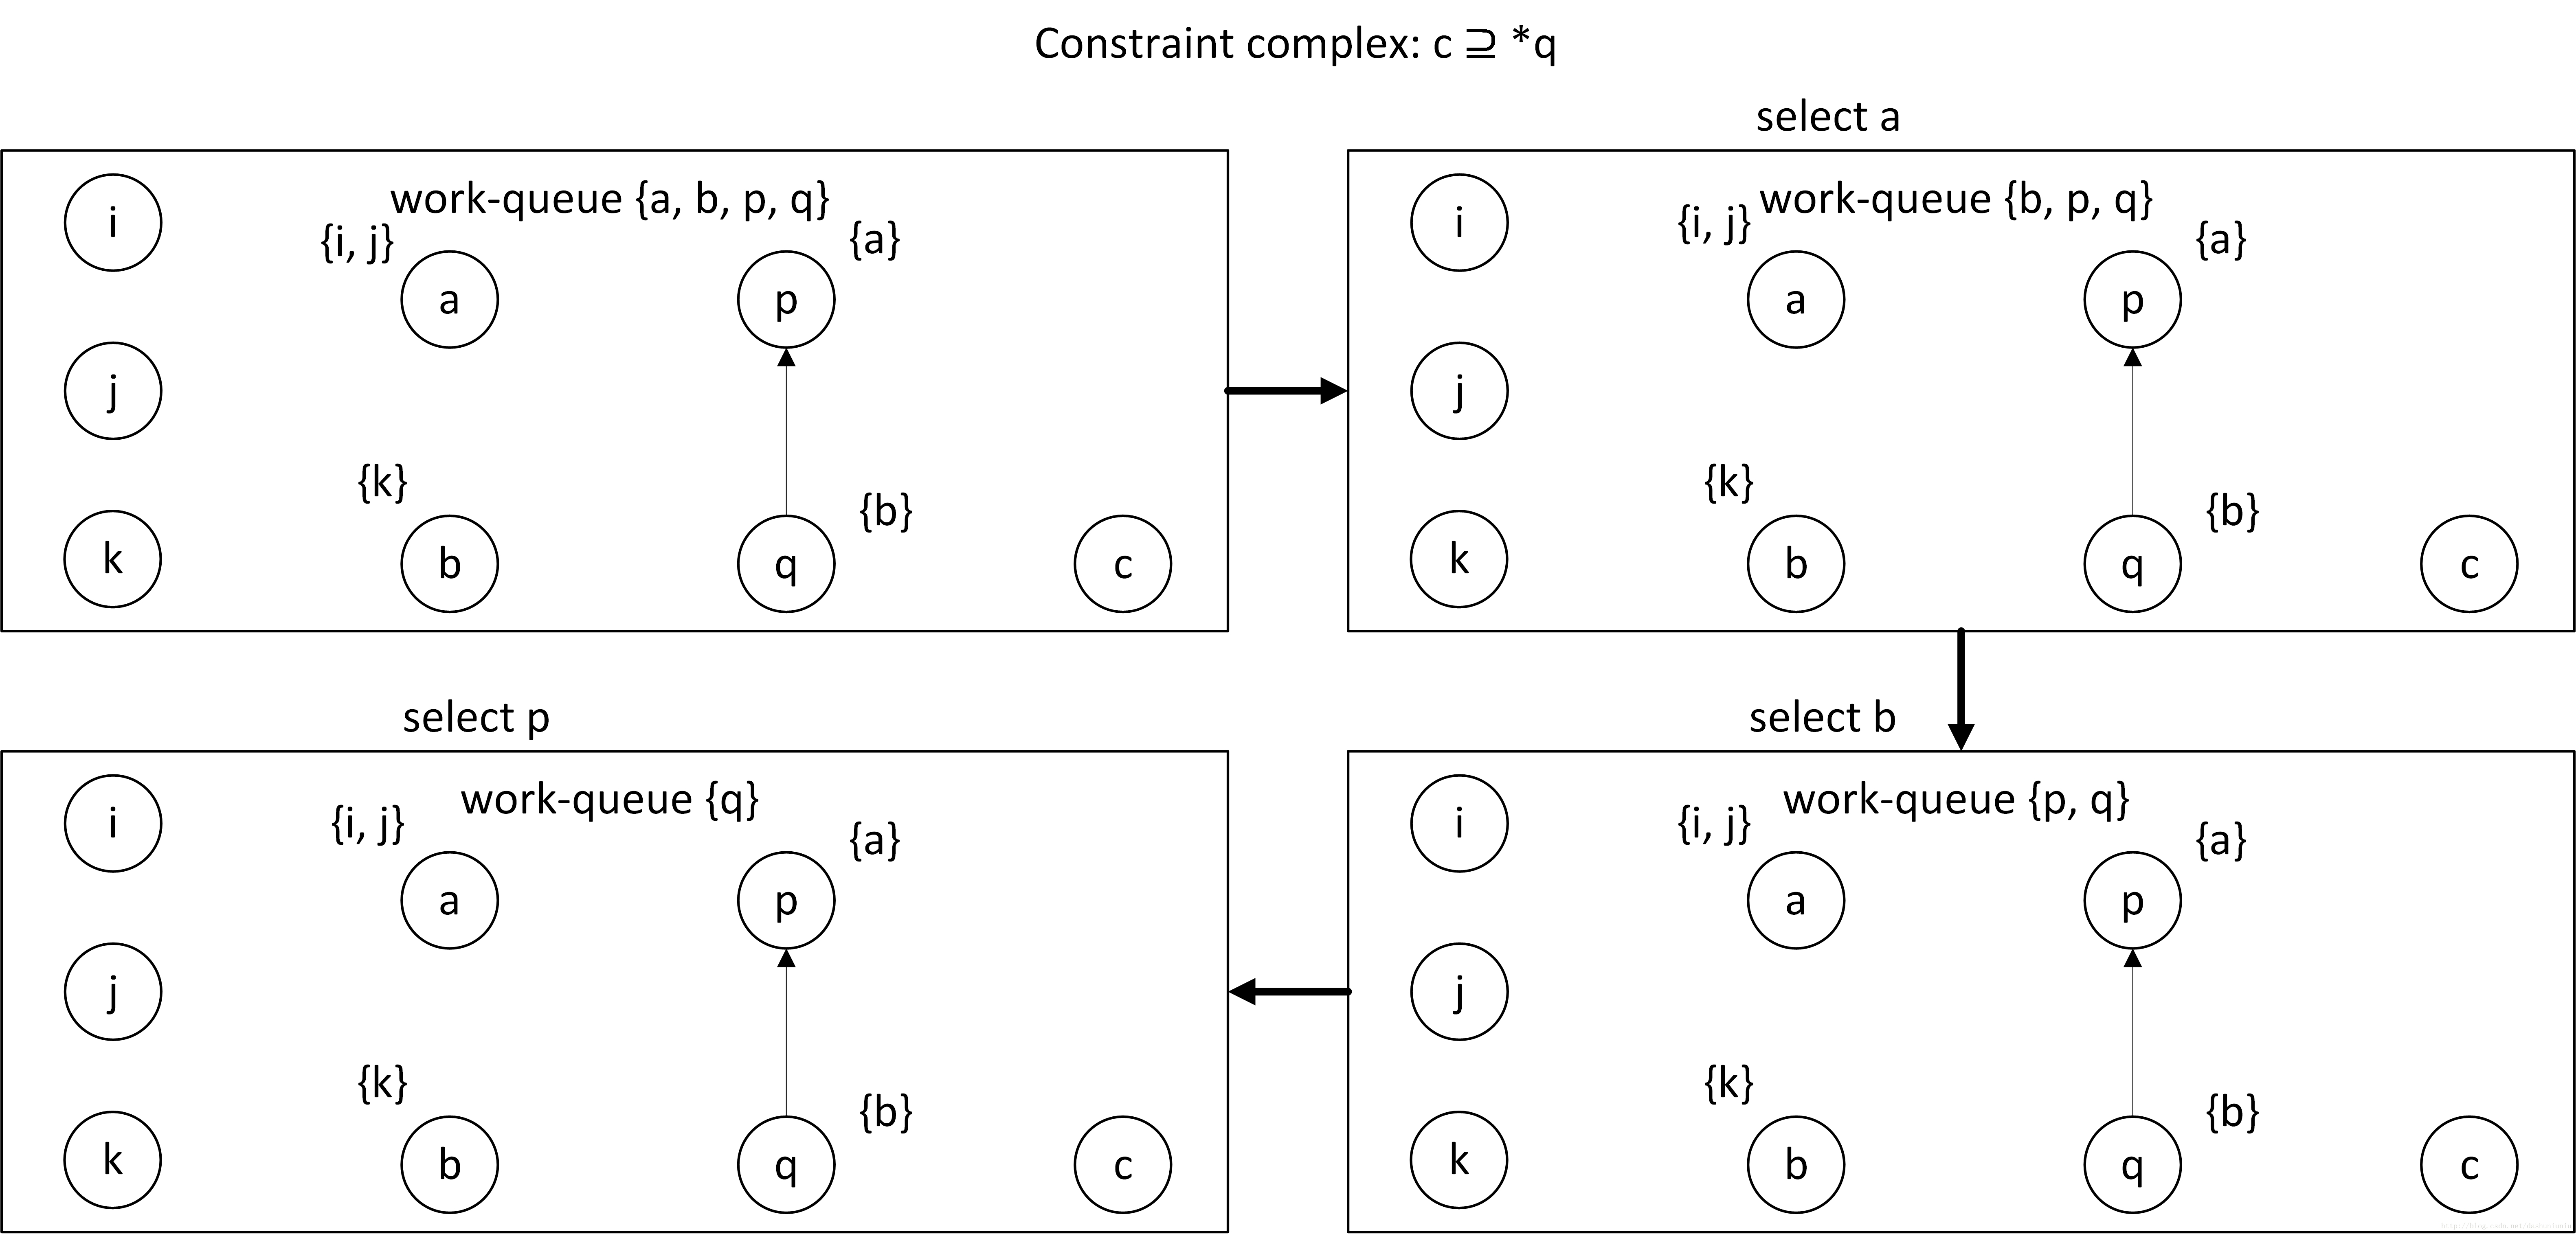 Constraint complex: c ⊇ *q
select a
work-queue {a, b, p, q}
i
{i, j}
{a}
a
p
j
{k}
{b}
k
b
q
c
work-queue {b, p, q}
i
{i, j}
{a}
a
p
j
{k}
{b}
k
b
q
c
select p
work-queue {q}
i
{i, j}
{a}
a
p
j
{k}
{b}
k
b
q
c
select b
work-queue {p, q}
i
{i, j}
{a}
a
p
j
{k}
{b}
k
b
q
c